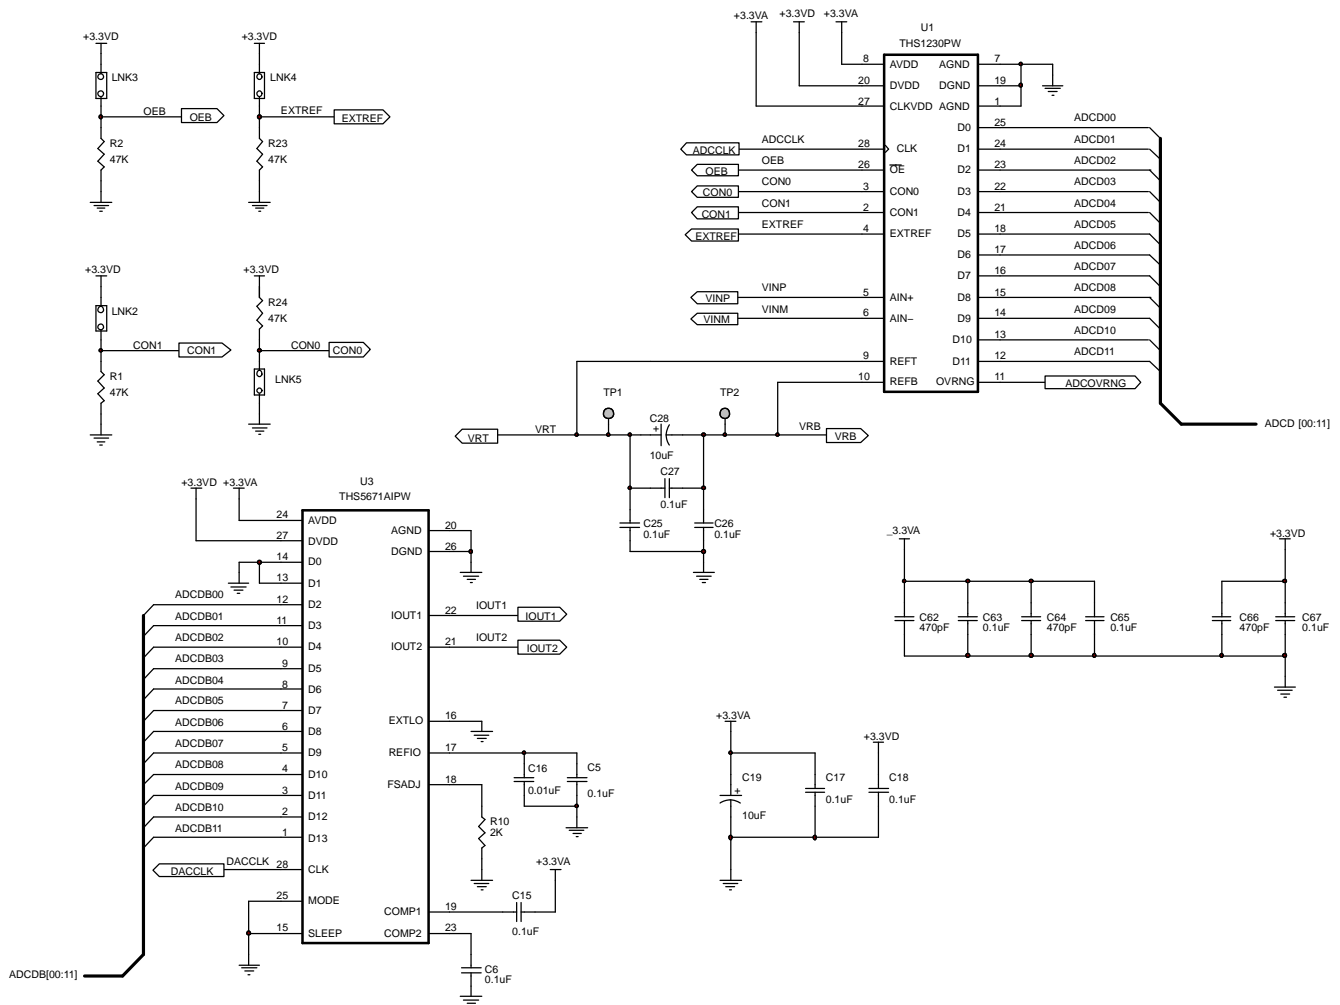 +3.3VD
LNK3
OEB
OEB
R2
47K
+3.3VD
LNK4
EXTREF
EXTREF
R23
47K
+3.3VD
LNK2
CON1
CON1
R1
47K
+3.3VD
R24
47K
CON0
CON0
LNK5
+3.3VA
+3.3VD
+3.3VA
U1
THS1230PW
8
AVDD
AGND
7
20
DVDD
DGND
19
27
CLKVDD
AGND
1
D0
25
ADCD00
ADCCLK
ADCCLK
28
CLK
D1
24
ADCD01
OEB
OEB
26
OE
D2
23
ADCD02
CON0
CON0
3
CON0
D3
22
ADCD03
CON1
CON1
2
CON1
D4
21
ADCD04
EXTREF
EXTREF
4
EXTREF
D5
18
ADCD05
D6
17
ADCD06
D7
16
ADCD07
VINP
VINP
5
AIN+
D8
15
ADCD08
VINM
VINM
6
AIN–
D9
14
ADCD09
D10
13
ADCD10
9
REFT
D11
12
ADCD11
10
REFB
OVRNG
11
ADCOVRNG
ADCD [00:11]
TP1
TP2
VRT
VRT
C28
+
10uF
VRB
VRB
C27
0.1uF
C25
0.1uF
C26
0.1uF
+3.3VD
+3.3VA
U3
THS5671AIPW
24
AVDD
AGND
20
27
DVDD
DGND
26
14
D0
13
D1
ADCDB00
12
D2
IOUT1
22
IOUT1
IOUT1
ADCDB01
11
D3
ADCDB02
10
D4
IOUT2
21
IOUT2
IOUT2
ADCDB03
9
D5
ADCDB04
8
D6
ADCDB05
7
D7
EXTLO
16
ADCDB06
6
D8
ADCDB07
5
D9
REFIO
17
ADCDB08
4
D10
FSADJ
18
ADCDB09
3
D11
ADCDB10
2
D12
ADCDB11
1
D13
DACCLK
DACCLK
28
CLK
25
MODE
COMP1
19
15
SLEEP
COMP2
23
ADCDB[00:11]
C16
0.01uF
C5
0.1uF
R10
2K
+3.3VA
C15
0.1uF
C6
0.1uF
_3.3VA
+3.3VD
C62
470pF
C63
0.1uF
C64
470pF
C65
0.1uF
C66
470pF
C67
0.1uF
+3.3VA
+3.3VD
C19
+
10uF
C17
0.1uF
C18
0.1uF